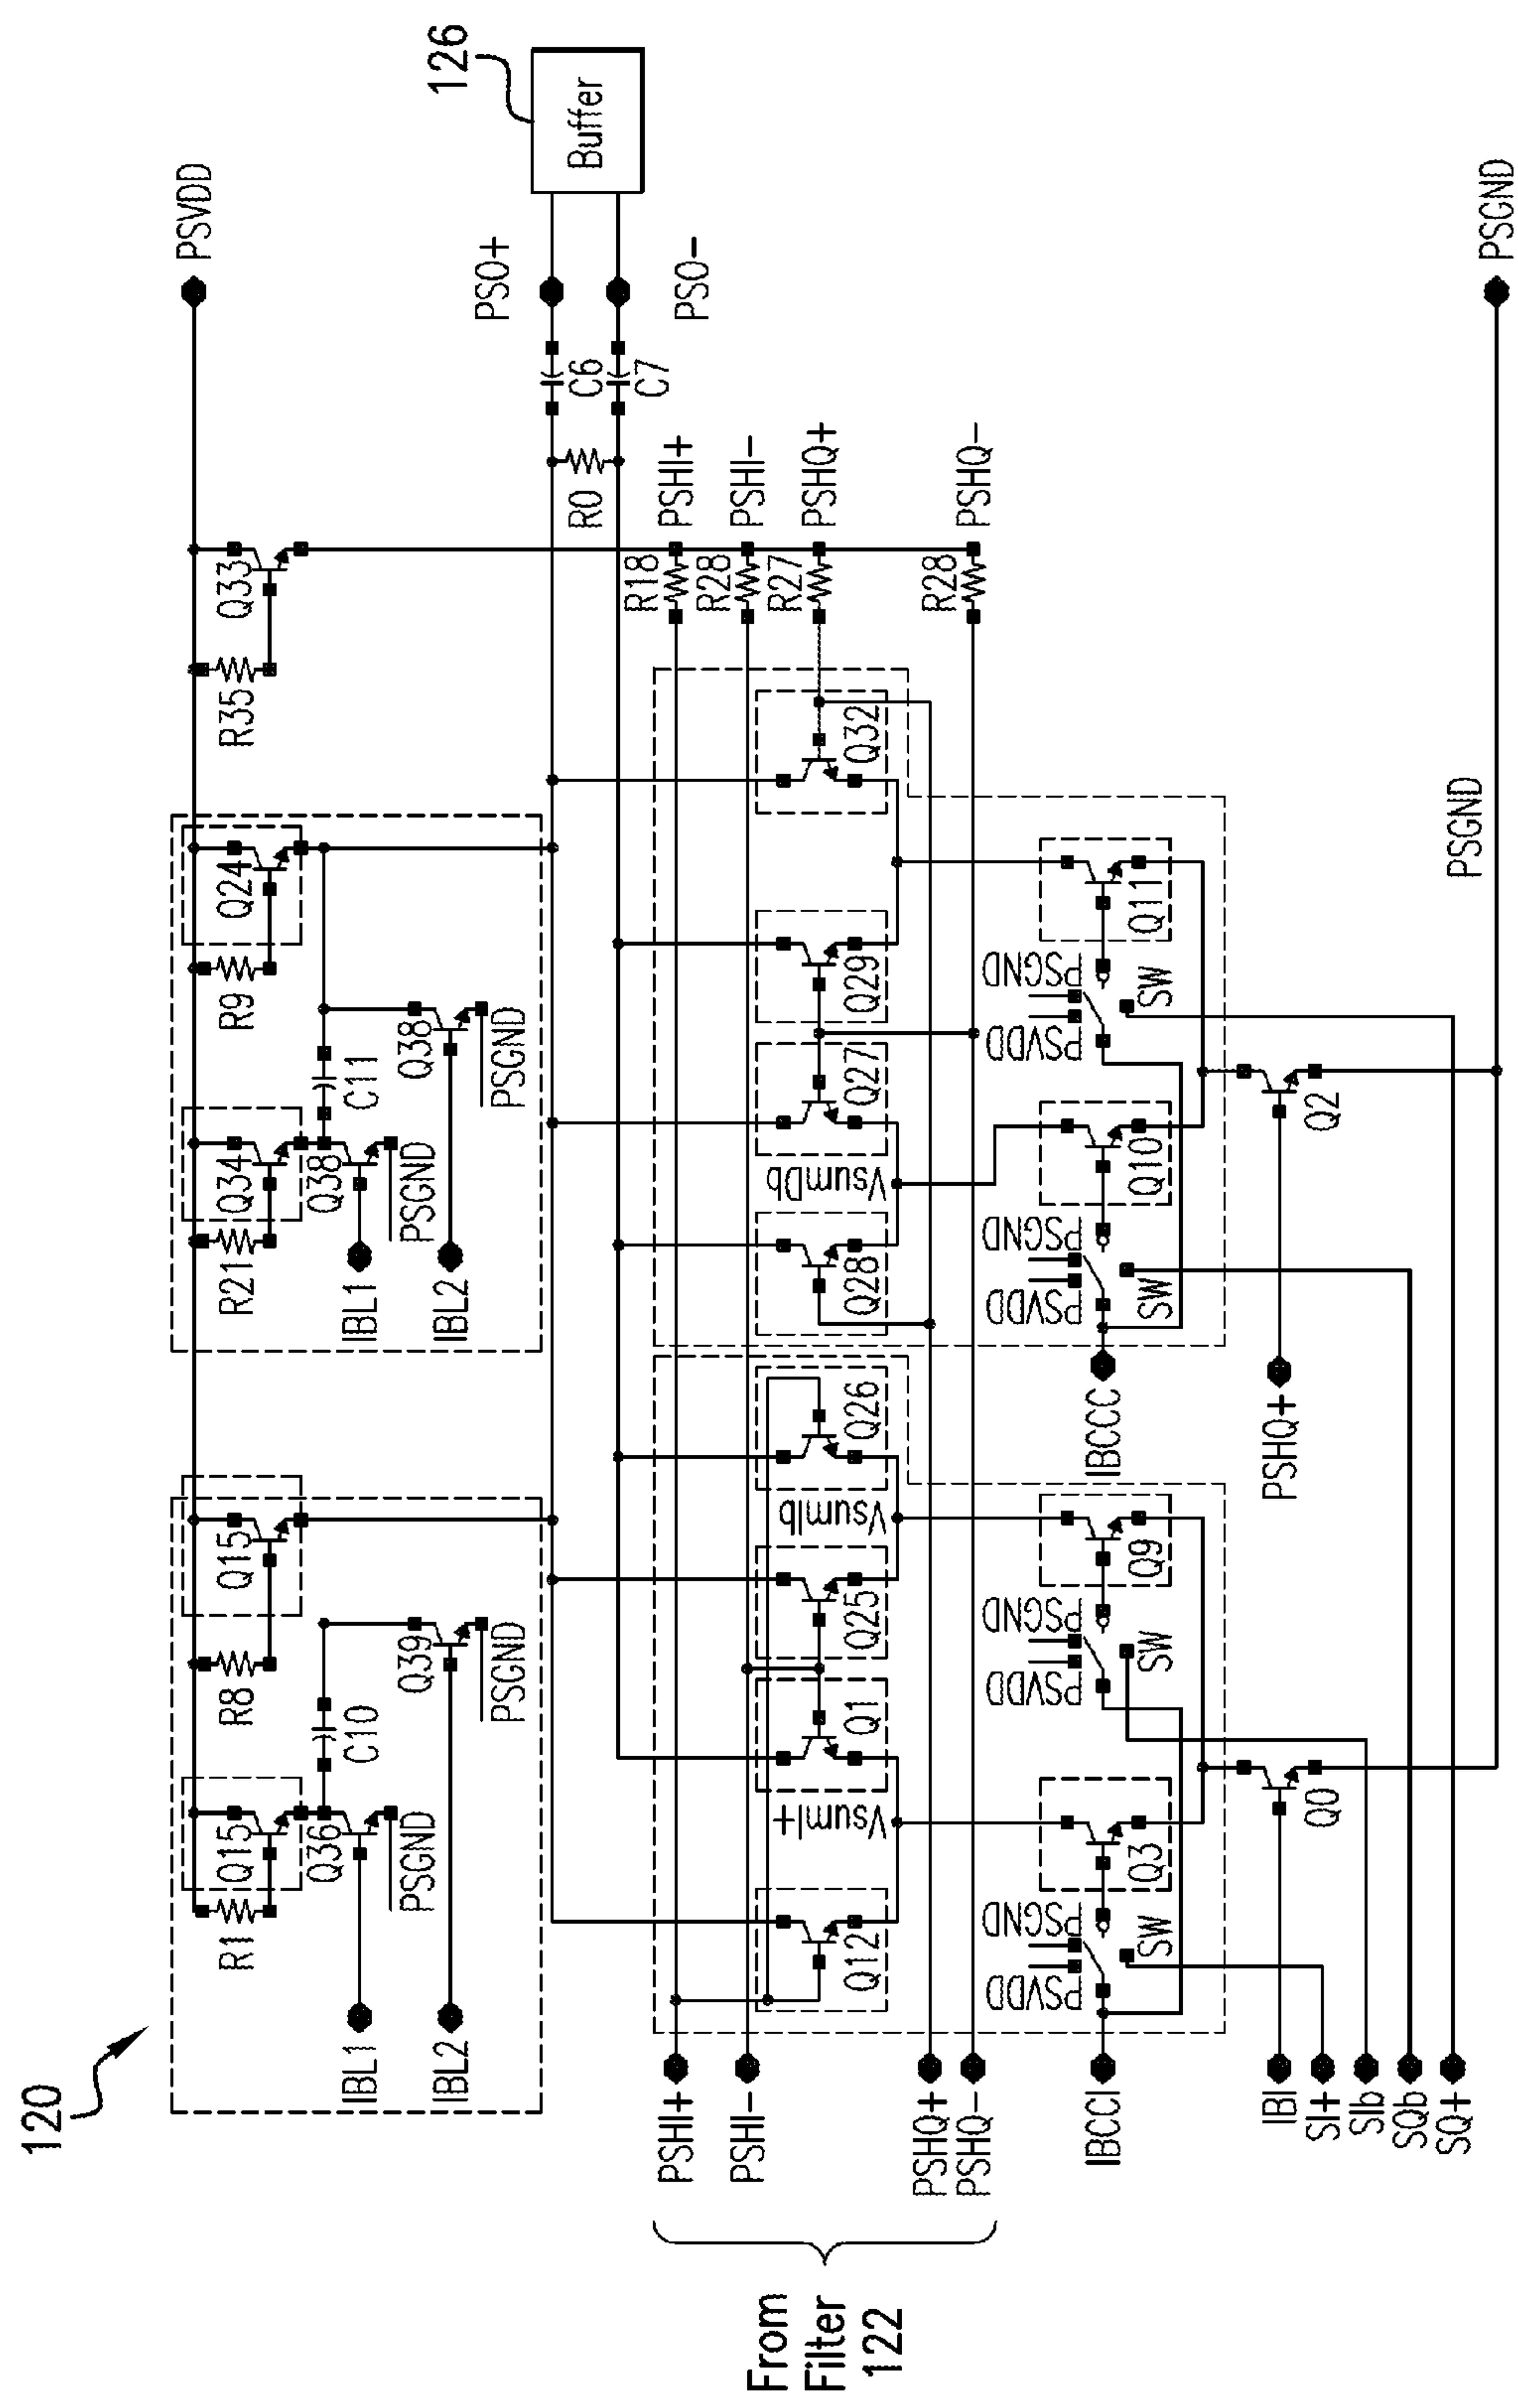 120
PSVDD
126
Buffer
PSO+
PSO-
C6
C7
R0
Q33
R35
Q24
R9
Q34
R21
C11
Q38
Q38
PSGND
PSGND
IBL1
IBL2
Q15
R8
Q15
R1
C10
Q36
Q39
PSGND
PSGND
IBL1
IBL2
PSHI+
PSHI-
PSHQ+
PSHQ-
R18
R28
R27
R28
Q32
Q29
Q27
VsumDb
Q28
Q26
VsumIb
Q25
Q1
VsumI+
Q12
PSHI+
PSHI-
PSHQ+
PSHQ-
From
Filter
122
Q11
PSGND
PSVDD
SW
Q10
PSGND
PSVDD
SW
IBCCC
Q9
PSGND
PSVDD
SW
Q3
PSGND
PSVDD
SW
IBCCI
Q2
PSHQ+
Q0
IBI
SI+
SIb
SQb
SQ+
PSGND
PSGND